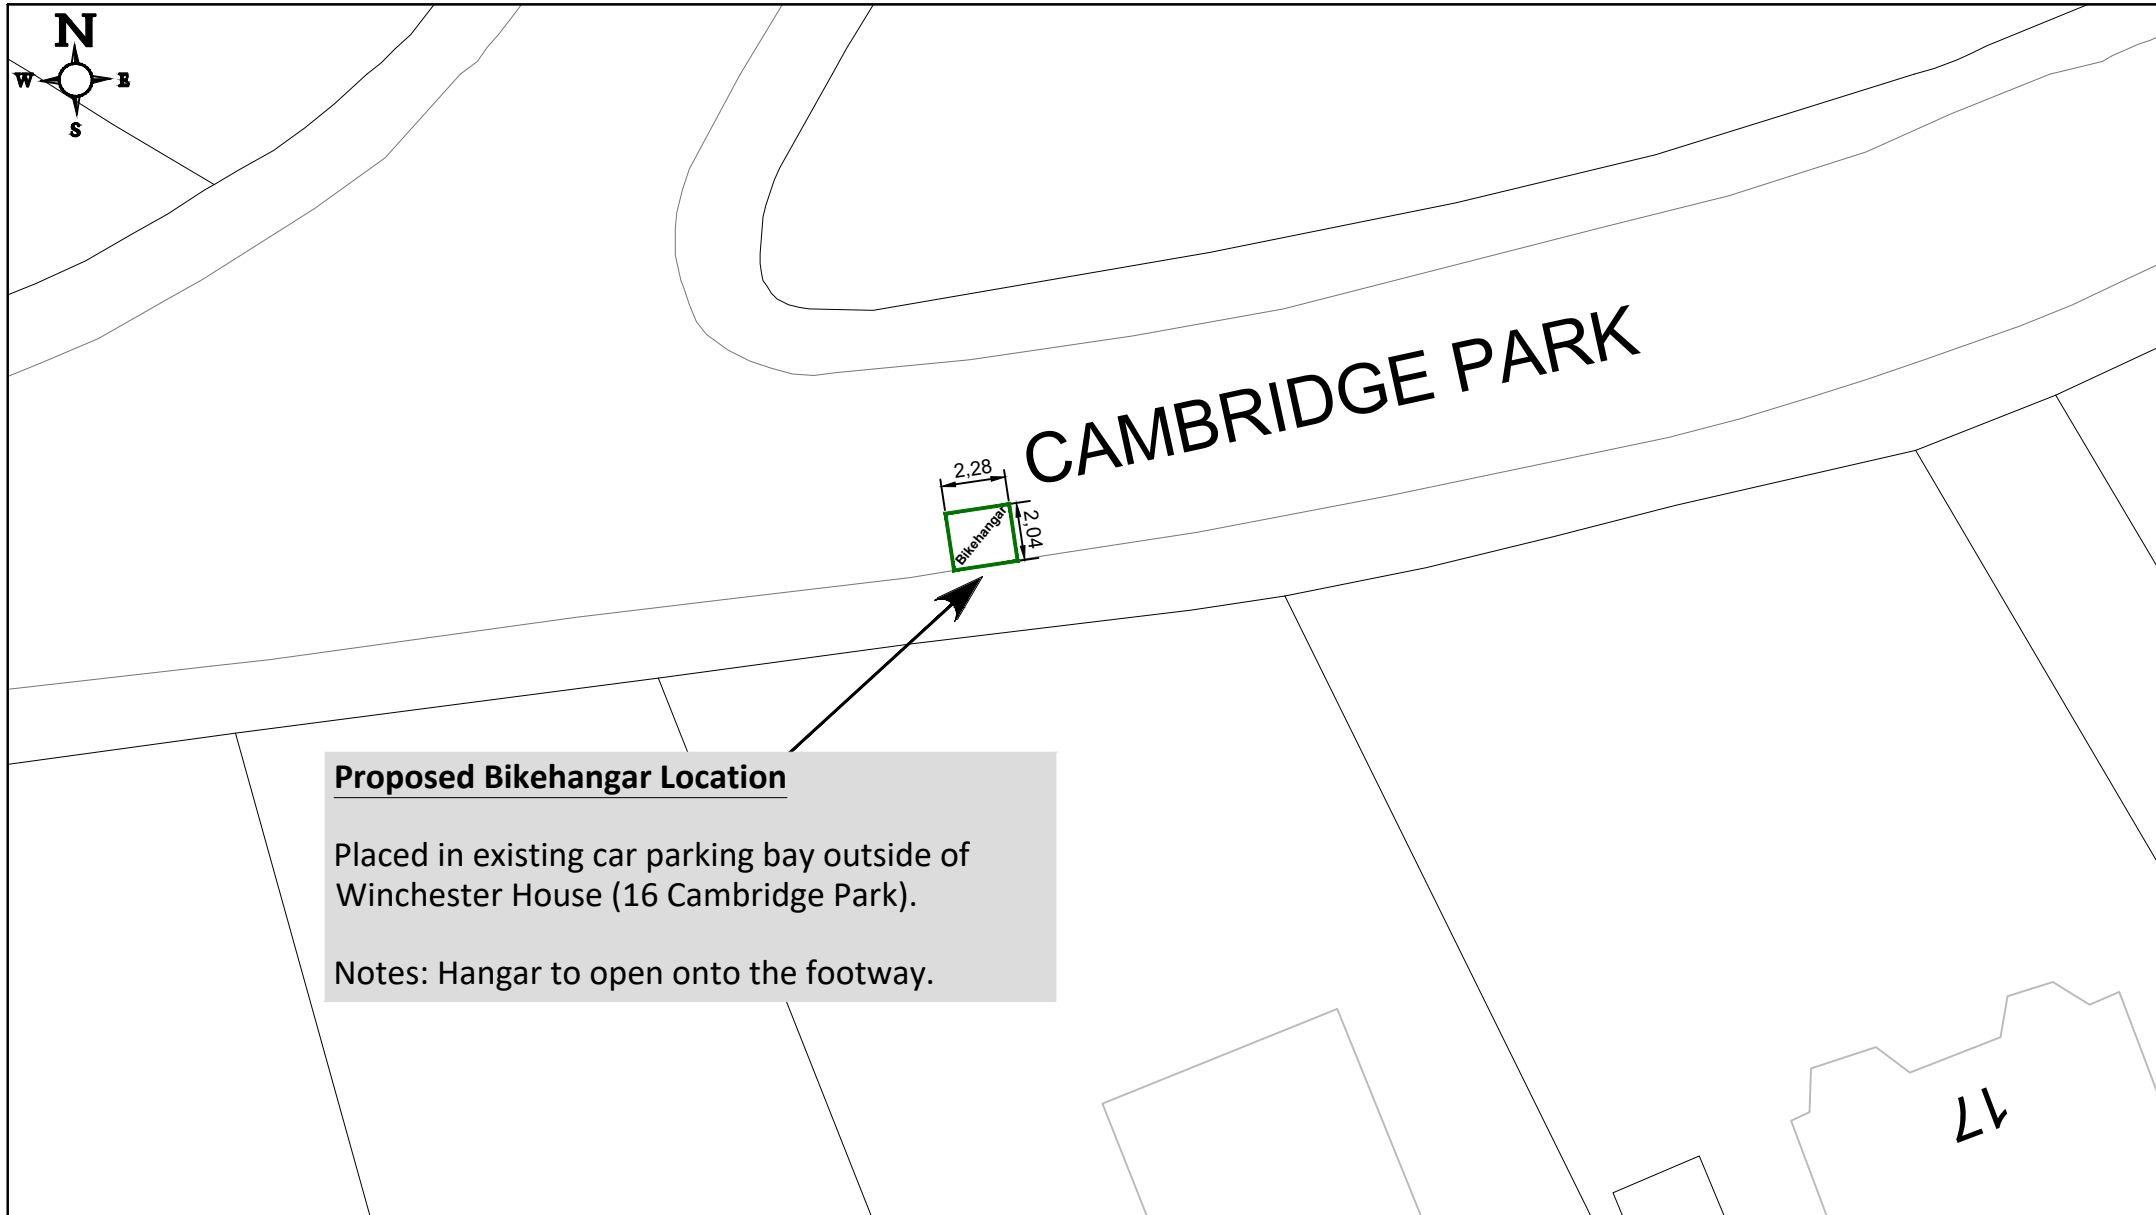 N
W E
S
CAMBRIDGE PARK
2,28
2,04
Bikehangar
Proposed Bikehangar Location
Placed in existing car parking bay outside of
Winchester House (16 Cambridge Park).
Notes: Hangar to open onto the footway.
17